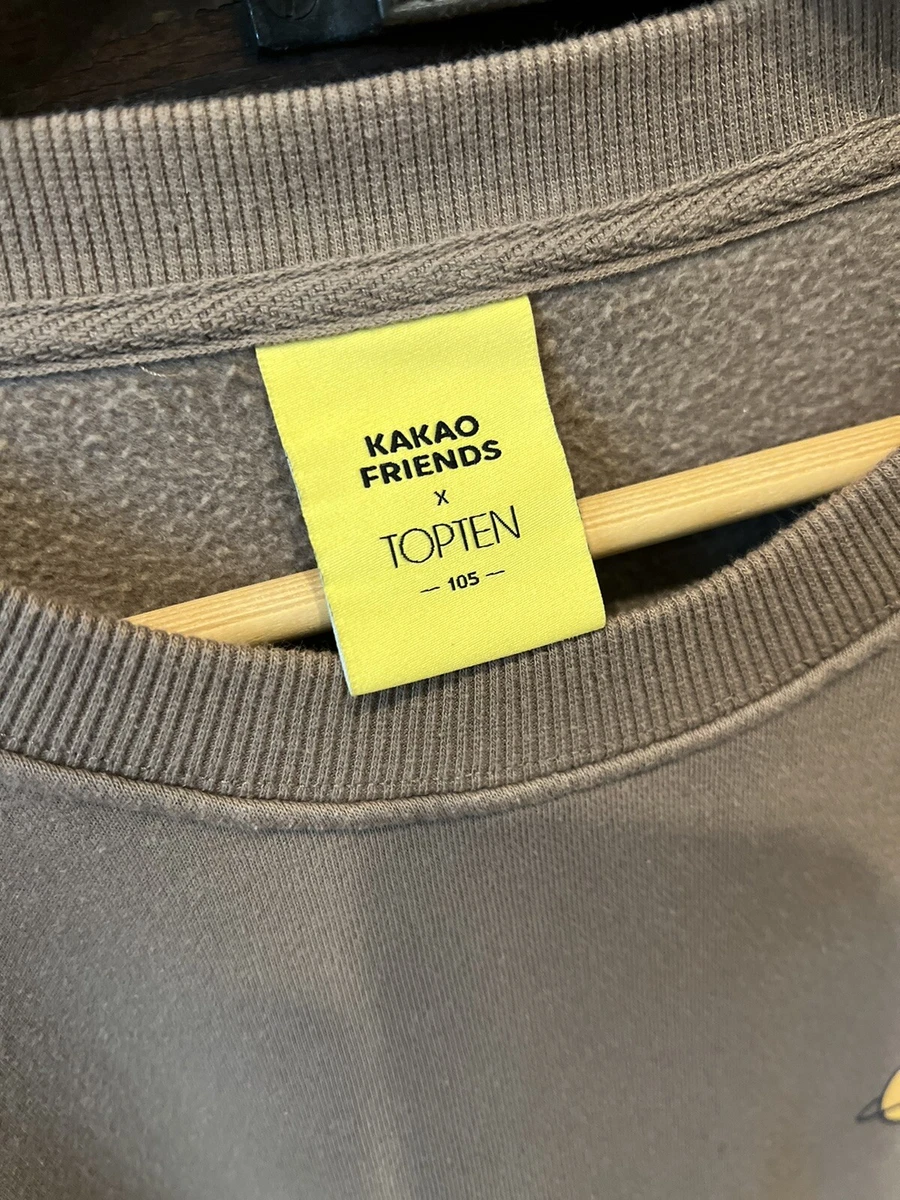 KAKAO
FRIENDS
X
TOPTEN
— 105 —